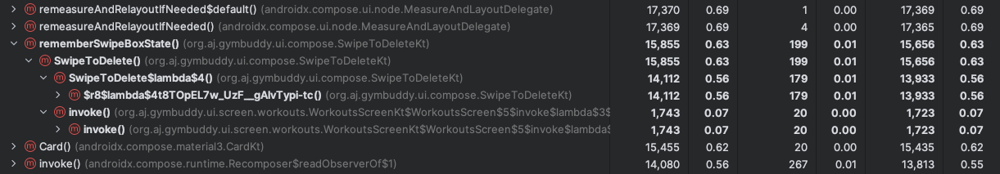 remeasureAndRelayoutIfNeeded$default() (androidx.compose.ui.node.MeasureAndLayoutDelegate) 17,370 0.69 1 0.00 17,369 0.69
remeasureAndRelayoutIfNeeded() (androidx.compose.ui.node.MeasureAndLayoutDelegate) 17,369 0.69 4 0.00 17,365 0.69
rememberSwipeBoxState() (org.aj.gymbuddy.ui.compose.SwipeToDeleteKt) 15,855 0.63 199 0.01 15,656 0.63
SwipeToDelete() (org.aj.gymbuddy.ui.compose.SwipeToDeleteKt) 15,855 0.63 199 0.01 15,656 0.63
SwipeToDelete$lambda$4() (org.aj.gymbuddy.ui.compose.SwipeToDeleteKt) 14,112 0.56 179 0.01 13,933 0.56
$r8$lambda$4t8TOpEL7w_UzF__gAlvTypi-tc() (org.aj.gymbuddy.ui.compose.SwipeToDeleteKt) 14,112 0.56 179 0.01 13,933 0.56
invoke() (org.aj.gymbuddy.ui.screen.workouts.WorkoutsScreenKt$WorkoutsScreen$5$invoke$lambda$3$ 1,743 0.07 20 0.00 1,723 0.07
invoke() (org.aj.gymbuddy.ui.screen.workouts.WorkoutsScreenKt$WorkoutsScreen$5$invoke$lambda$ 1,743 0.07 20 0.00 1,723 0.07
Card() (androidx.compose.material3.CardKt) 15,455 0.62 20 0.00 15,435 0.62
invoke() (androidx.compose.runtime.Recomposer$readObserverOf$1) 14,080 0.56 267 0.01 13,813 0.55